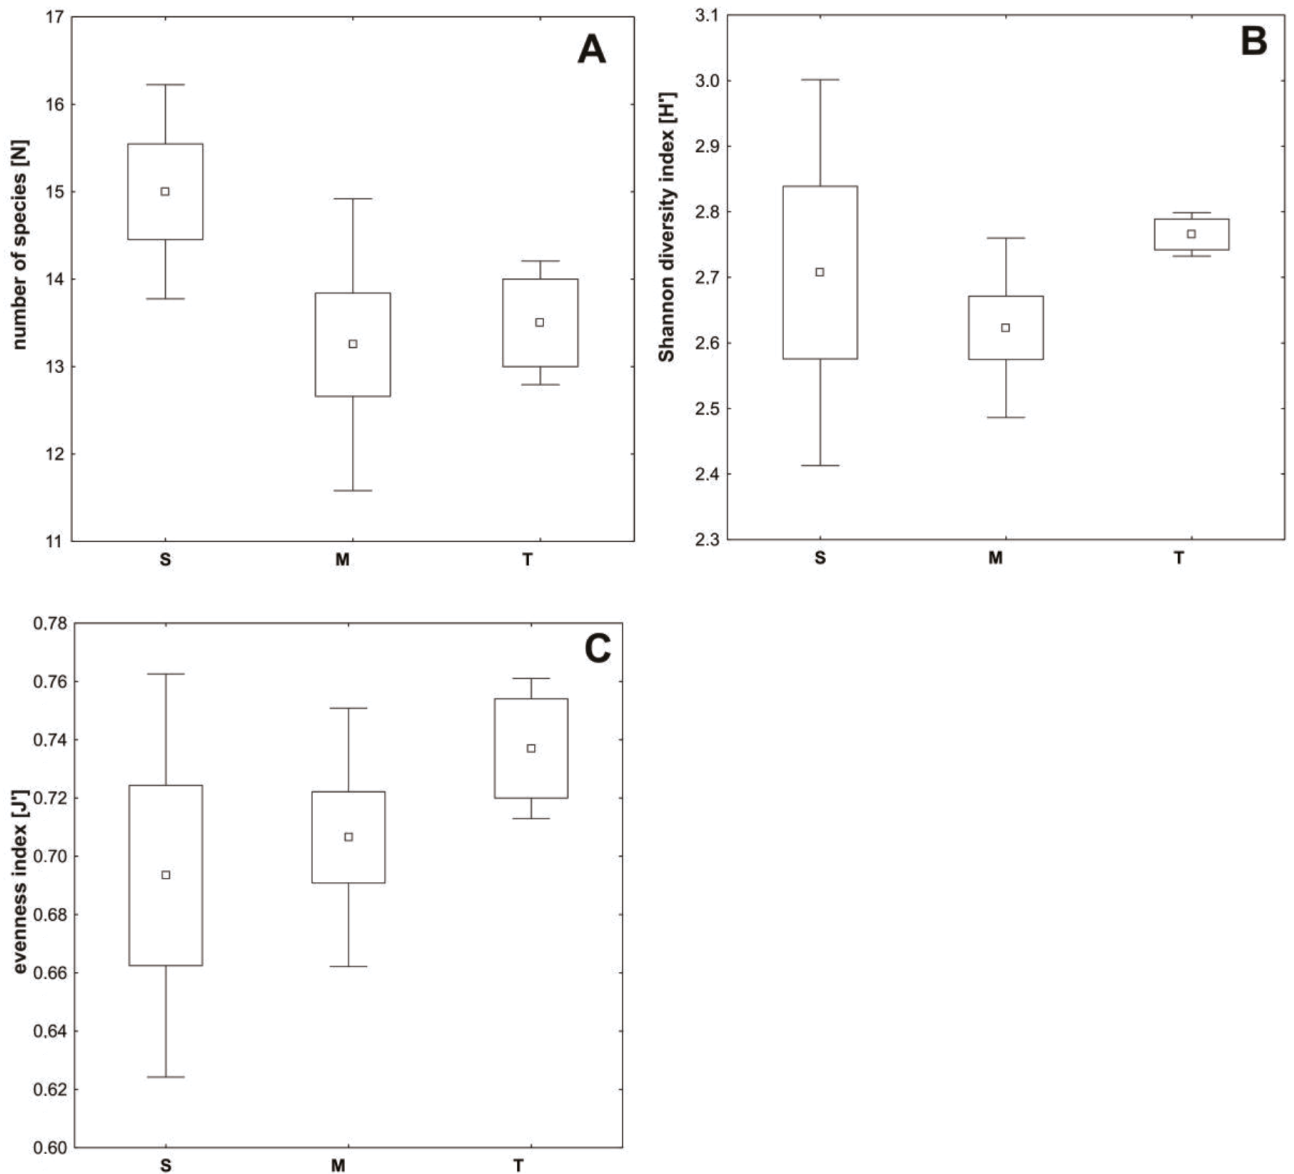 A
number of species [N]
17
16
15
14
13
12
11
S M T
B
Shannon diversity index [H']
3.1
3.0
2.9
2.8
2.7
2.6
2.5
2.4
2.3
S M T
C
evenness index [J']
0.78
0.76
0.74
0.72
0.70
0.68
0.66
0.64
0.62
0.60
S M T